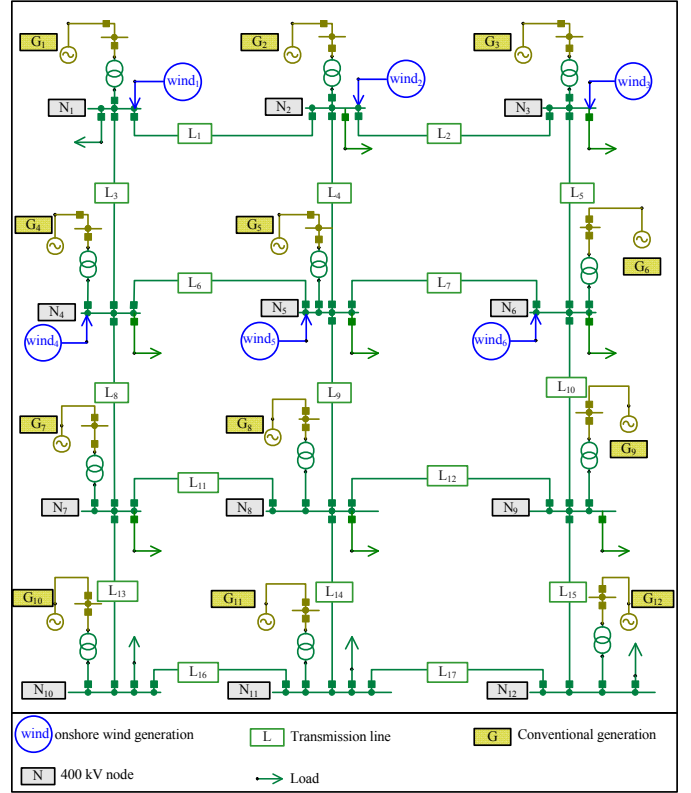 G₁ G₂ G₃
wind₁ wind₂ wind₃
N₁ N₂ N₃
L₁ L₂
L₃ L₄ L₅
G₄ G₅ G₆
L₆ L₇
N₄ N₅ N₆
wind₄ wind₅ wind₆
L₈ L₉ L₁₀
G₇ G₈ G₉
L₁₁ L₁₂
N₇ N₈ N₉
L₁₃ L₁₄ L₁₅
G₁₀ G₁₁ G₁₂
L₁₆ L₁₇
N₁₀ N₁₁ N₁₂
wind onshore wind generation L Transmission line G Conventional generation
N 400 kV node Load